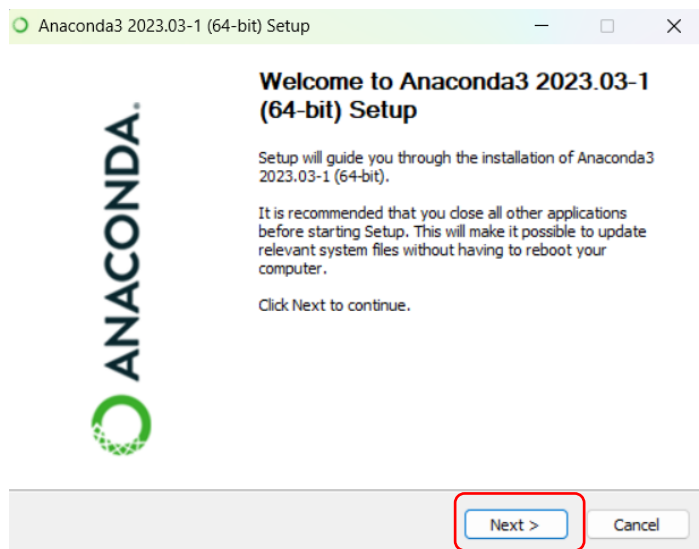 Anaconda3 2023.03-1 (64-bit) Setup
ANACONDA.
Welcome to Anaconda3 2023.03-1
(64-bit) Setup
Setup will guide you through the installation of Anaconda3
2023.03-1 (64-bit).
It is recommended that you close all other applications
before starting Setup. This will make it possible to update
relevant system files without having to reboot your
computer.
Click Next to continue.
Next >
Cancel